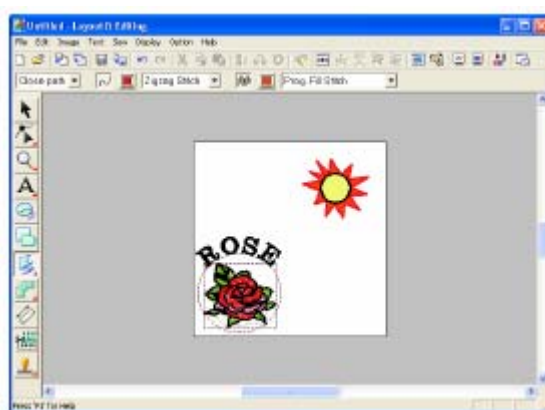 Untitled - Layout & Editing
File Edit Image Text Sew Display Option Help
Close path Zigzag Stitch Prog. Fill Stitch
A
ROSE
Press "F1" for Help